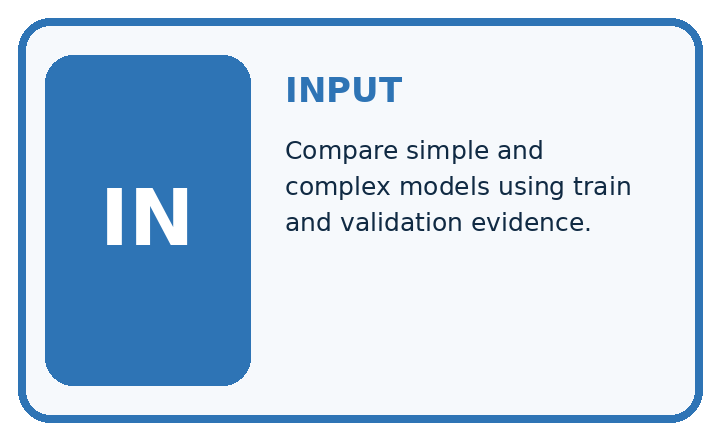 IN
INPUT
Compare simple and
complex models using train
and validation evidence.